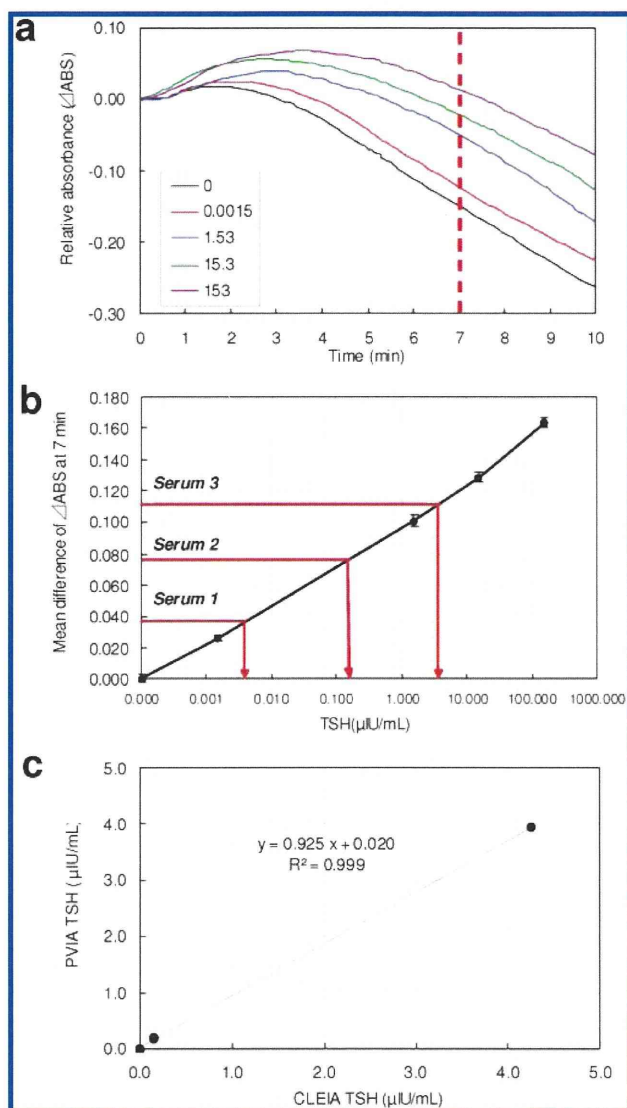 a
0.10
0.00
-0.10
-0.20
-0.30
Relative absorbance (△ABS)
0
0.0015
1.53
15.3
153
0 1 2 3 4 5 6 7 8 9 10
Time (min)
b
0.180
0.160
0.140
0.120
0.100
0.080
0.060
0.040
0.020
0.000
Mean difference of △ABS at 7 min
Serum 3
Serum 2
Serum 1
0.000 0.001 0.010 0.100 1.000 10.000 100.000 1000.000
TSH(µIU/mL)
c
5.0
4.0
3.0
2.0
1.0
0.0
PVIA TSH (µIU/mL)
y = 0.925 x + 0.020
R² = 0.999
0.0 1.0 2.0 3.0 4.0 5.0
CLEIA TSH (µIU/mL)